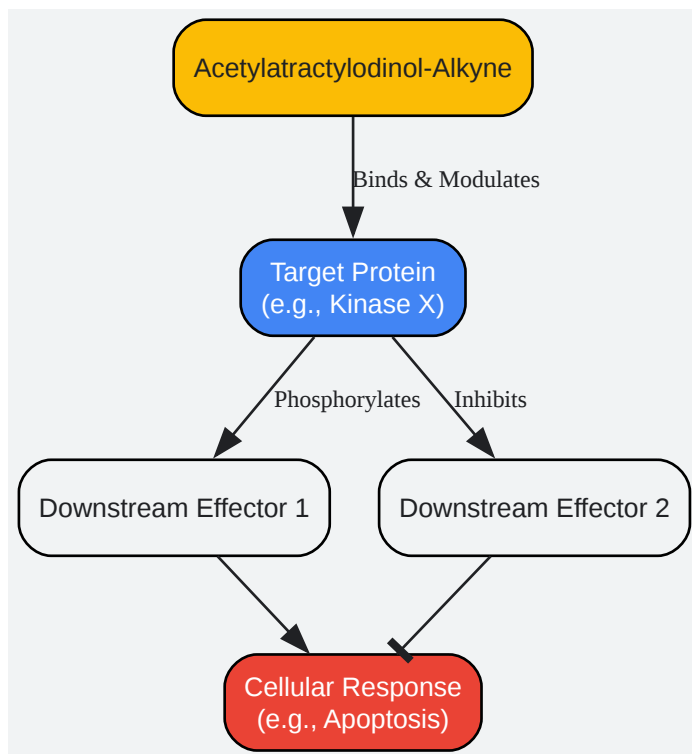 Acetylatractylodinol-Alkyne
Binds & Modulates
Target Protein
(e.g., Kinase X)
Phosphorylates
Inhibits
Downstream Effector 1
Downstream Effector 2
Cellular Response
(e.g., Apoptosis)